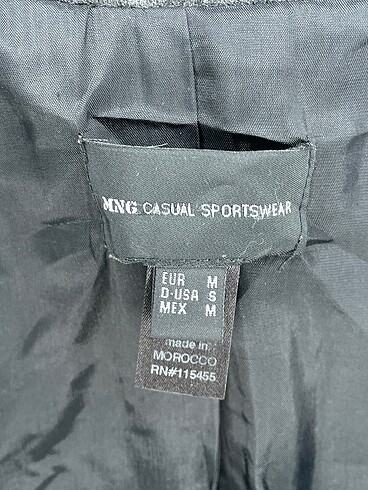 MNG CASUAL SPORTSWEAR
EUR M
D-USA S
MEX M
made in
MOROCCO
RN#115455